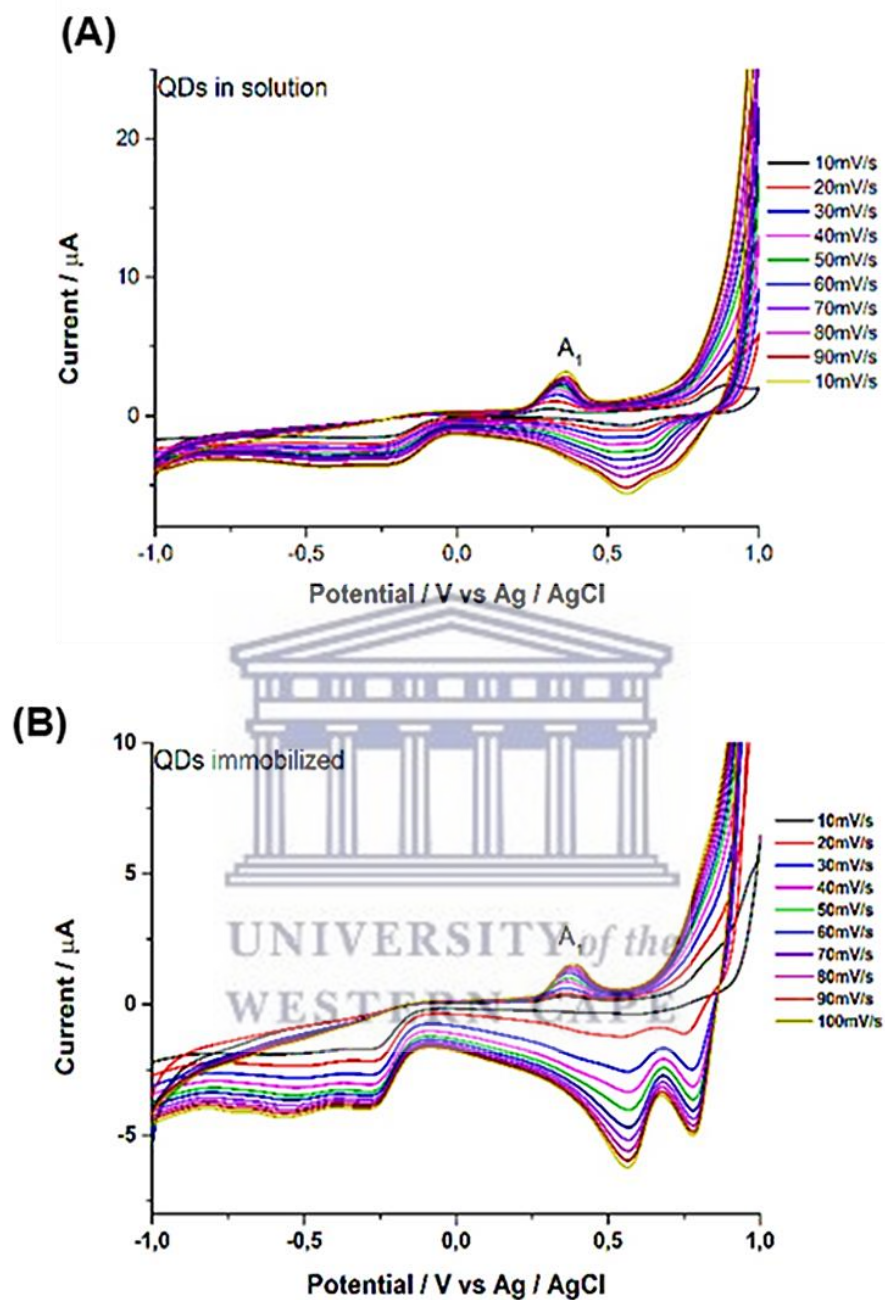 (A)
QDs in solution
20
10
0
Current / μA
A1
-1,0 -0,5 0,0 0,5 1,0
Potential / V vs Ag / AgCl
10mV/s
20mV/s
30mV/s
40mV/s
50mV/s
60mV/s
70mV/s
80mV/s
90mV/s
10mV/s
(B)
QDs immobilized
10
5
0
-5
Current / μA
A1
UNIVERSITY of the
WESTERN CAPE
-1,0 -0,5 0,0 0,5 1,0
Potential / V vs Ag / AgCl
10mV/s
20mV/s
30mV/s
40mV/s
50mV/s
60mV/s
70mV/s
80mV/s
90mV/s
100mV/s